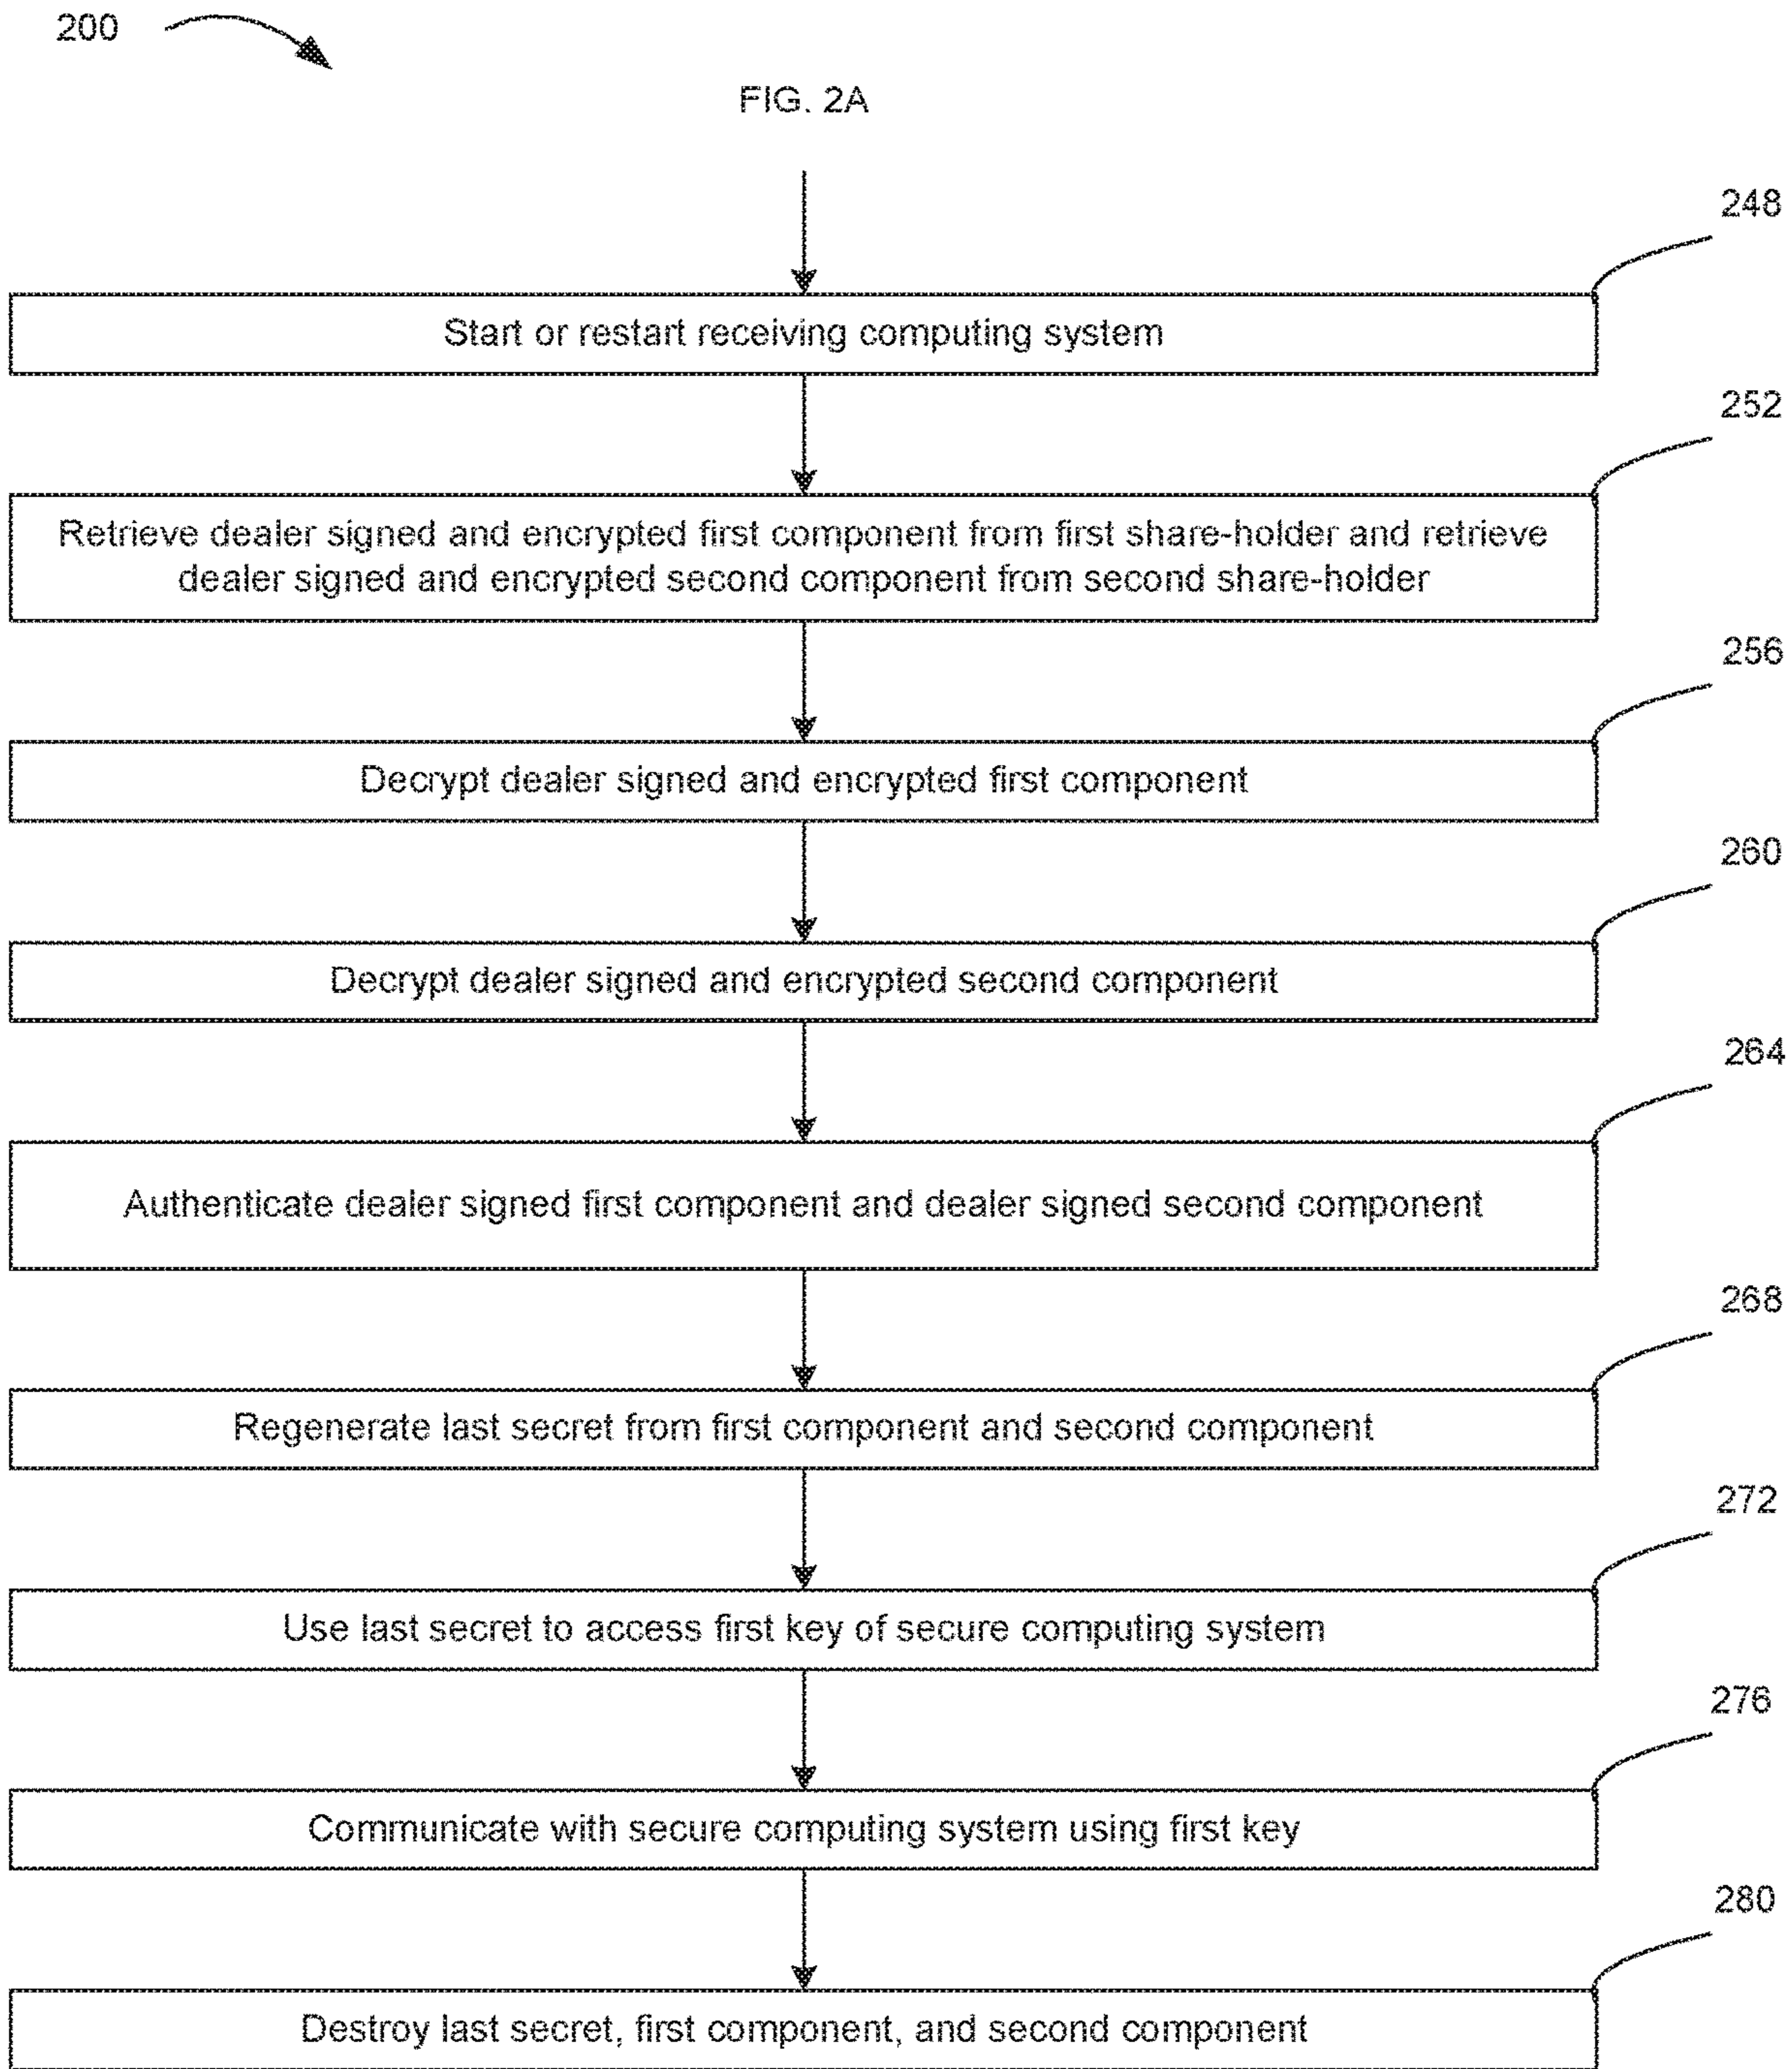 200
FIG. 2A
248
Start or restart receiving computing system
252
Retrieve dealer signed and encrypted first component from first share-holder and retrieve
dealer signed and encrypted second component from second share-holder
256
Decrypt dealer signed and encrypted first component
260
Decrypt dealer signed and encrypted second component
264
Authenticate dealer signed first component and dealer signed second component
268
Regenerate last secret from first component and second component
272
Use last secret to access first key of secure computing system
276
Communicate with secure computing system using first key
280
Destroy last secret, first component, and second component